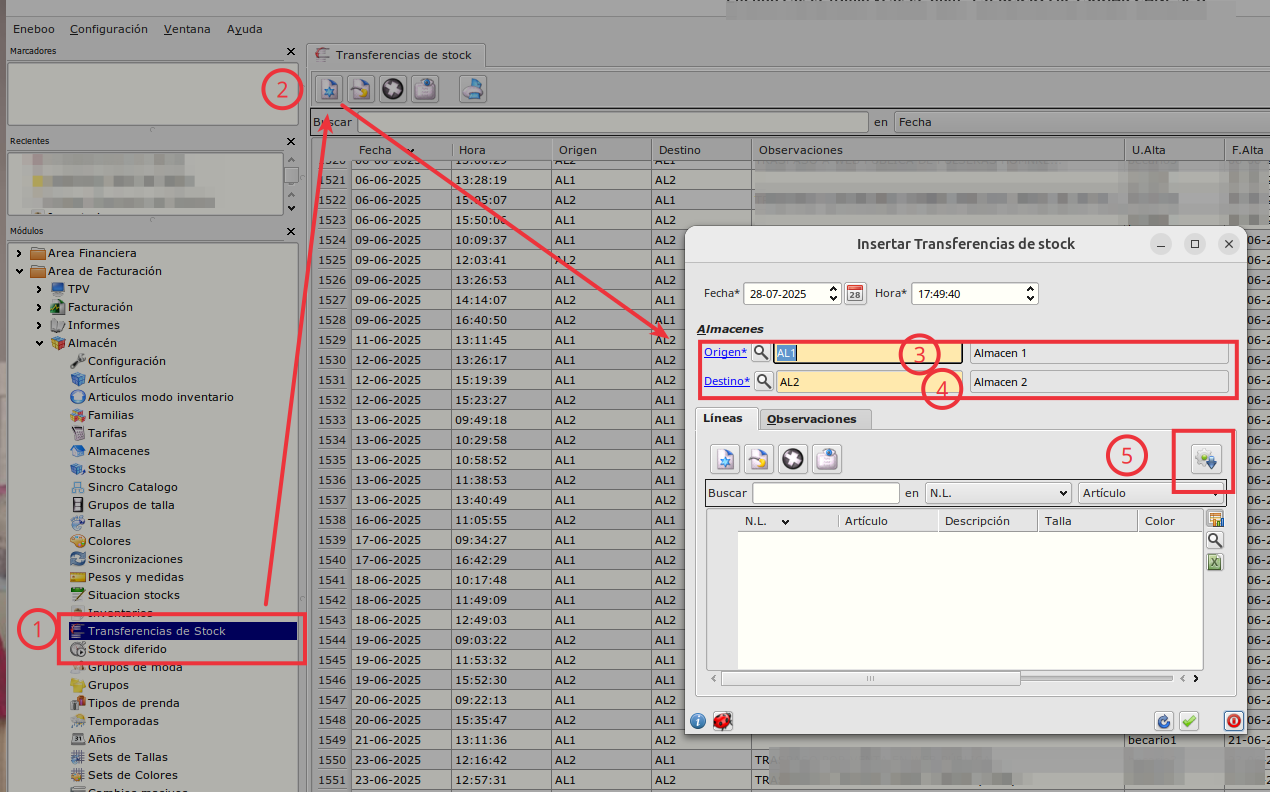 Eneboo Configuración Ventana Ayuda
Marcadores
Recientes
Módulos
Area Financiera
Area de Facturación
TPV
Facturación
Informes
Almacén
Configuración
Artículos
Articulos modo inventario
Familias
Tarifas
Almacenes
Stocks
Sincro Catalogo
Grupos de talla
Tallas
Colores
Sincronizaciones
Pesos y medidas
Situacion stocks
Inventarios
1
Transferencias de Stock
Stock diferido
Grupos de moda
Grupos
Tipos de prenda
Temporadas
Años
Sets de Tallas
Sets de Colores
Cambios masivos
Transferencias de stock
2
Buscar en Fecha
Fecha Hora Origen Destino Observaciones U.Alta F.Alta
1520 06-06-2025 13:00:29 AL2 AL1
1521 06-06-2025 13:28:19 AL1 AL2
1522 06-06-2025 15:05:07 AL2 AL1
1523 06-06-2025 15:50:06 AL1 AL2
1524 09-06-2025 10:09:37 AL1 AL2
1525 09-06-2025 12:03:41 AL2 AL1
1526 09-06-2025 13:26:53 AL1 AL2
1527 09-06-2025 14:14:07 AL2 AL1
1528 09-06-2025 16:40:50 AL2 AL1
1529 11-06-2025 13:11:45 AL1 AL2
1530 12-06-2025 13:26:17 AL1 AL2
1531 12-06-2025 15:19:39 AL1 AL2
1532 12-06-2025 15:23:27 AL2 AL1
1533 13-06-2025 09:49:18 AL2 AL1
1534 13-06-2025 10:29:58 AL2 AL1
1535 13-06-2025 10:58:52 AL1 AL2
1536 13-06-2025 11:38:53 AL2 AL1
1537 13-06-2025 13:40:49 AL1 AL2
1538 16-06-2025 11:05:55 AL2 AL1
1539 17-06-2025 09:34:27 AL1 AL2
1540 17-06-2025 16:42:29 AL1 AL2
1541 18-06-2025 10:17:48 AL1 AL2
1542 18-06-2025 11:49:09 AL1 AL2
1543 18-06-2025 12:49:03 AL1 AL2
1544 19-06-2025 09:03:22 AL1 AL2
1545 19-06-2025 11:53:32 AL1 AL2
1546 19-06-2025 15:52:30 AL2 AL1
1547 20-06-2025 09:22:13 AL2 AL1
1548 20-06-2025 15:35:47 AL2 AL1
1549 21-06-2025 13:11:36 AL1 AL2 becario1 21-06-2
1550 23-06-2025 12:16:42 AL2 AL1
1551 23-06-2025 12:57:31 AL1 AL2
Insertar Transferencias de stock
Fecha* 28-07-2025 28 Hora* 17:49:40
Almacenes
Origen* AL1 3 Almacen 1
Destino* AL2 4 Almacen 2
Líneas Observaciones
5
Buscar en N.L. Artículo
N.L. Artículo Descripción Talla Color